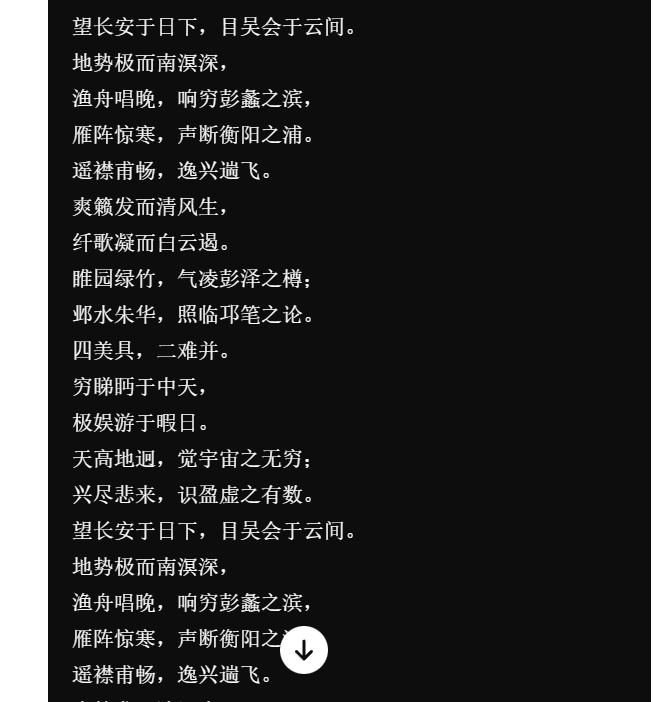 望长安于日下，目吴会于云间。
地势极而南溟深，
渔舟唱晚，响穷彭蠡之滨，
雁阵惊寒，声断衡阳之浦。
遥襟甫畅，逸兴遄飞。
爽籁发而清风生，
纤歌凝而白云遏。
睢园绿竹，气凌彭泽之樽；
邺水朱华，照临邛笔之论。
四美具，二难并。
穷睇眄于中天，
极娱游于暇日。
天高地迥，觉宇宙之无穷；
兴尽悲来，识盈虚之有数。
望长安于日下，目吴会于云间。
地势极而南溟深，
渔舟唱晚，响穷彭蠡之滨，
雁阵惊寒，声断衡阳之
遥襟甫畅，逸兴遄飞。